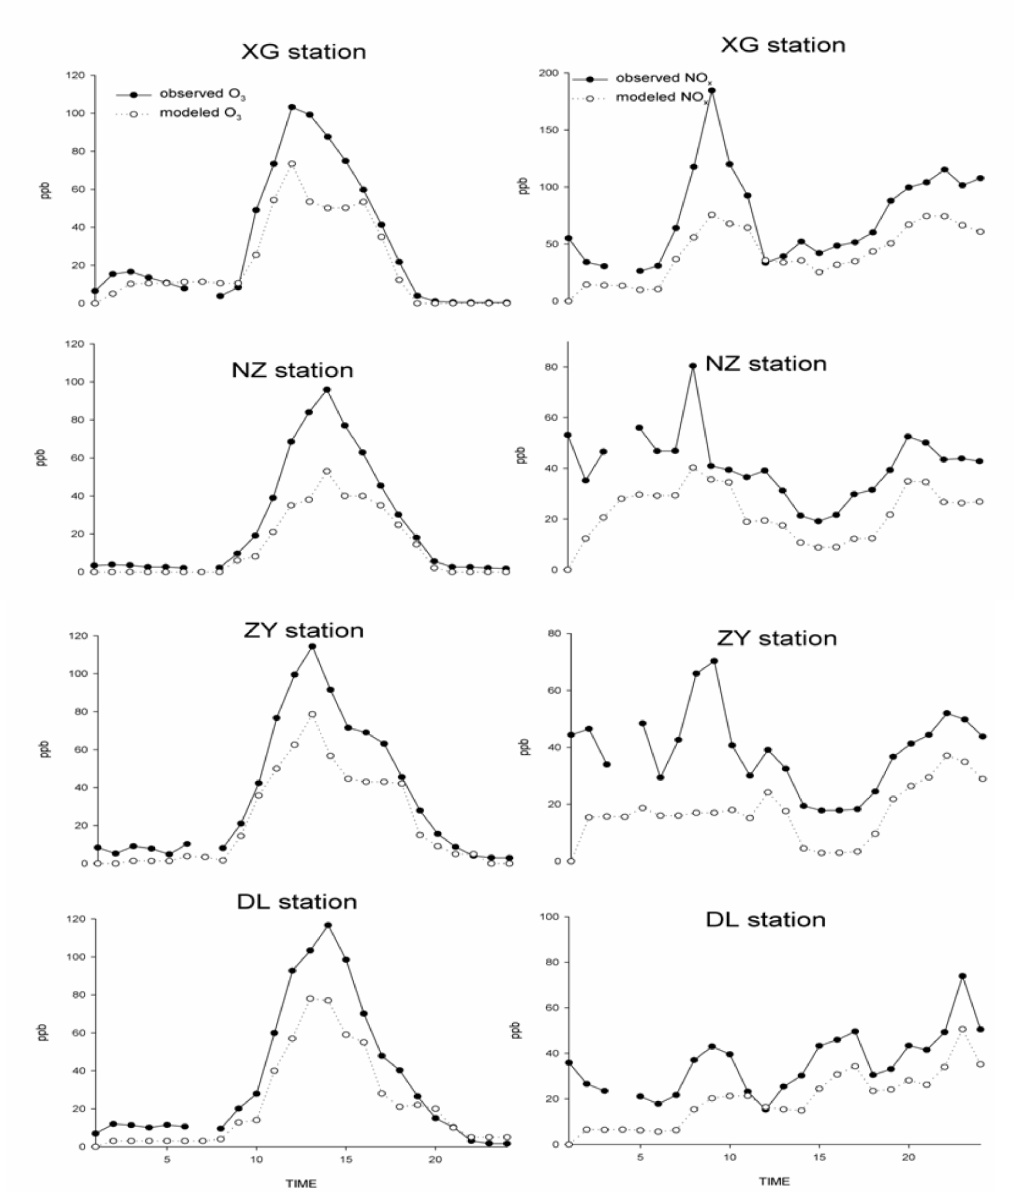 XG station
120
100
80
60
40
20
0
ppb
observed O₃
modeled O₃
XG station
200
150
100
50
0
ppb
observed NOₓ
modeled NOₓ
NZ station
120
100
80
60
40
20
0
ppb
NZ station
80
60
40
20
0
ppb
ZY station
120
100
80
60
40
20
0
ppb
ZY station
80
60
40
20
0
ppb
DL station
120
100
80
60
40
20
0
ppb
5 10 15 20
TIME
DL station
100
80
60
40
20
0
ppb
5 10 15 20
TIME